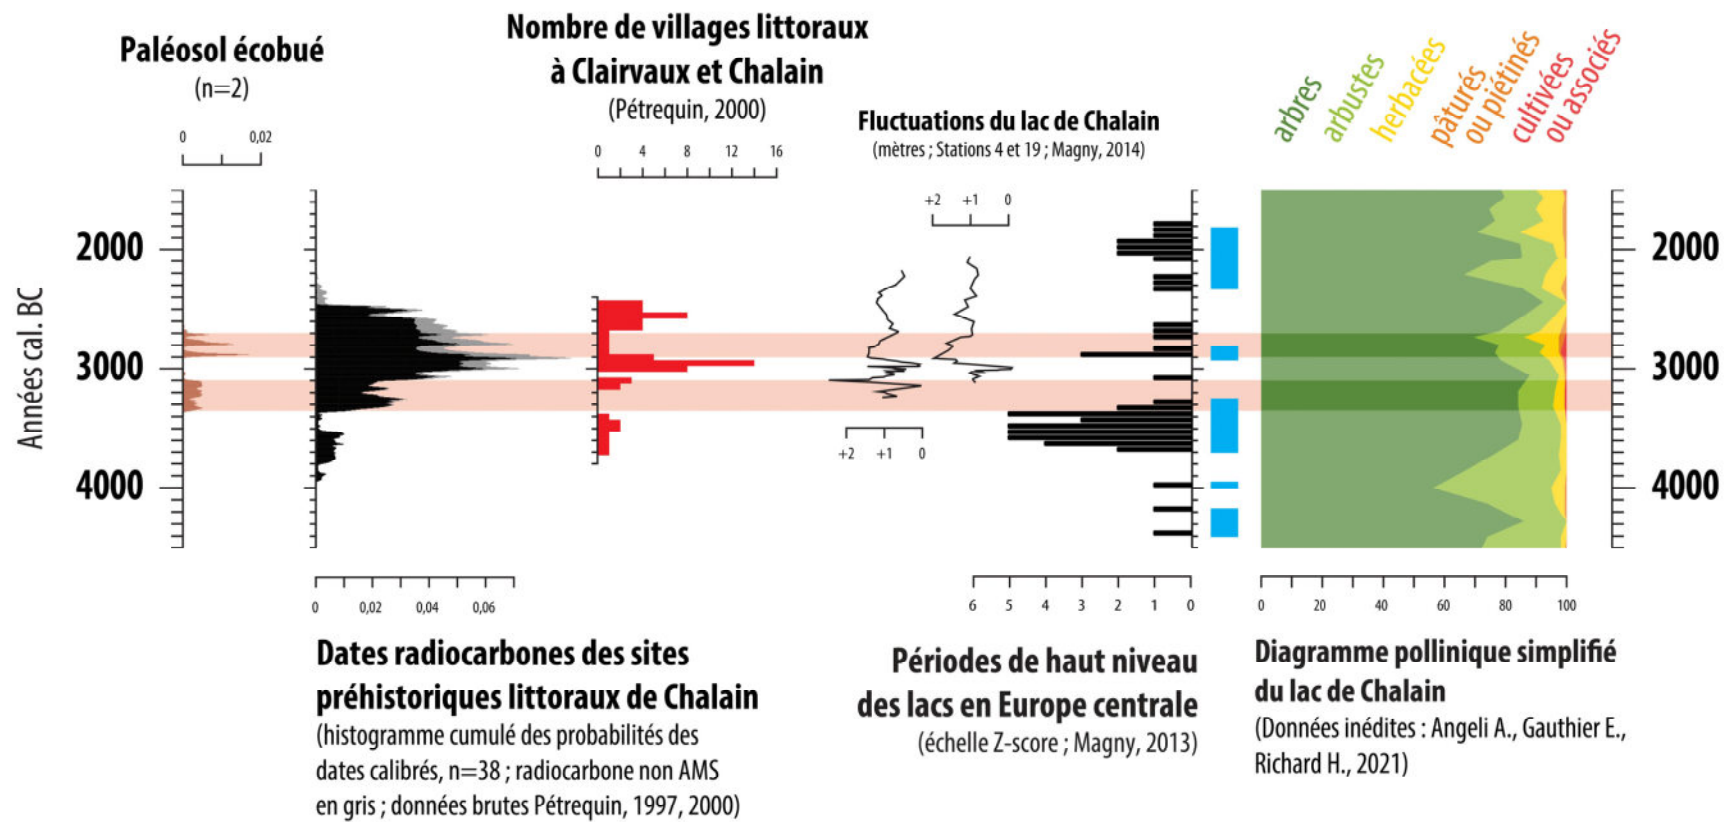 Paléosol écobué
(n=2)
0 0,02
Nombre de villages littoraux
à Clairvaux et Chalain
(Pétrequin, 2000)
0 4 8 12 16
Fluctuations du lac de Chalain
(mètres ; Stations 4 et 19 ; Magny, 2014)
+2 +1 0
+2 +1 0
arbres
arbustes
herbacées
pâturés
ou piétinés
cultivées
ou associés
Années cal. BC
2000
3000
4000
2000
3000
4000
0 0,02 0,04 0,06
6 5 4 3 2 1 0
0 20 40 60 80 100
Dates radiocarbones des sites
préhistoriques littoraux de Chalain
(histogramme cumulé des probabilités des
dates calibrés, n=38 ; radiocarbone non AMS
en gris ; données brutes Pétrequin, 1997, 2000)
Périodes de haut niveau
des lacs en Europe centrale
(échelle Z-score ; Magny, 2013)
Diagramme pollinique simplifié
du lac de Chalain
(Données inédites : Angeli A., Gauthier E.,
Richard H., 2021)